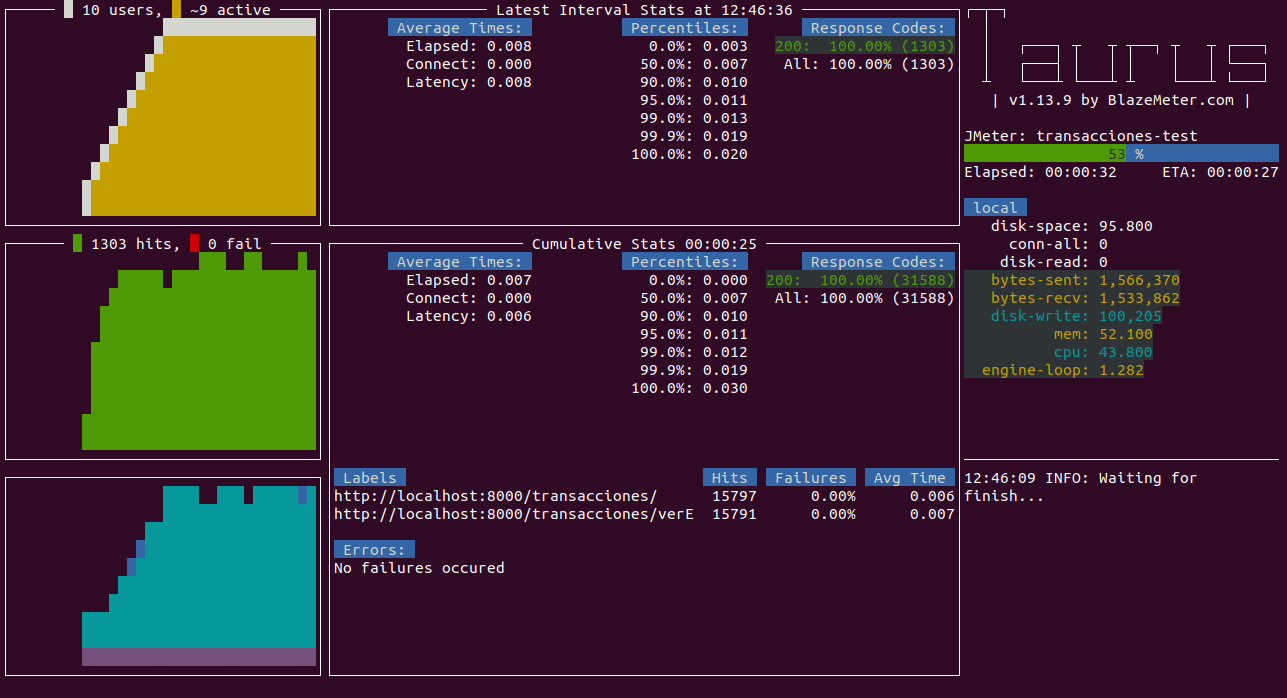 10 users, ~9 active
1303 hits, 0 fail
Latest Interval Stats at 12:46:36
Average Times:
Elapsed: 0.008
Connect: 0.000
Latency: 0.008
Percentiles:
0.0%: 0.003
50.0%: 0.007
90.0%: 0.010
95.0%: 0.011
99.0%: 0.013
99.9%: 0.019
100.0%: 0.020
Response Codes:
200: 100.00% (1303)
All: 100.00% (1303)
Cumulative Stats 00:00:25
Average Times:
Elapsed: 0.007
Connect: 0.000
Latency: 0.006
Percentiles:
0.0%: 0.000
50.0%: 0.007
90.0%: 0.010
95.0%: 0.011
99.0%: 0.012
99.9%: 0.019
100.0%: 0.030
Response Codes:
200: 100.00% (31588)
All: 100.00% (31588)
Labels Hits Failures Avg Time
http://localhost:8000/transacciones/ 15797 0.00% 0.006
http://localhost:8000/transacciones/verE 15791 0.00% 0.007
Errors:
No failures occured
Taurus
| v1.13.9 by BlazeMeter.com |
JMeter: transacciones-test
53 %
Elapsed: 00:00:32 ETA: 00:00:27
local
disk-space: 95.800
conn-all: 0
disk-read: 0
bytes-sent: 1,566,370
bytes-recv: 1,533,862
disk-write: 100,205
mem: 52.100
cpu: 43.800
engine-loop: 1.282
12:46:09 INFO: Waiting for
finish...